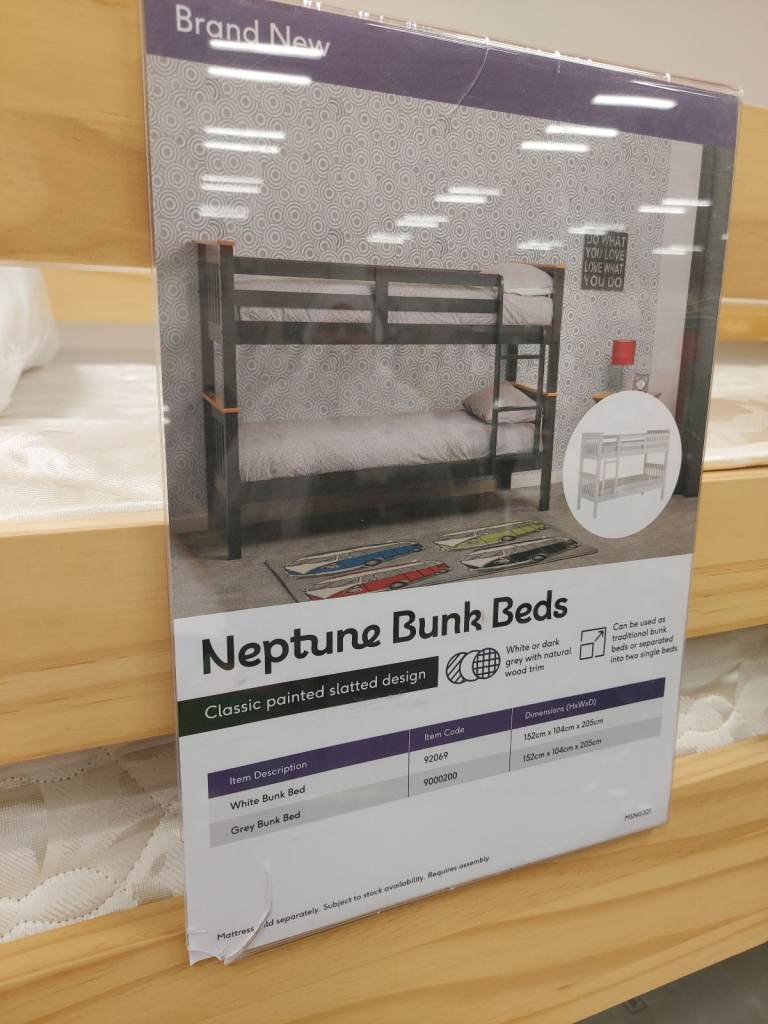 Brand New
DO WHAT
YOU LOVE
LOVE WHAT
YOU DO
Neptune Bunk Beds
Classic painted slatted design
White or dark
grey with natural
wood trim
Can be used as
traditional bunk
beds or separated
into two single beds
Item Description Item Code Dimensions (HxWxD)
White Bunk Bed 92069 152cm x 104cm x 205cm
Grey Bunk Bed 9000200 152cm x 104cm x 205cm
Mattress ld separately. Subject to stock availability. Requires assembly.